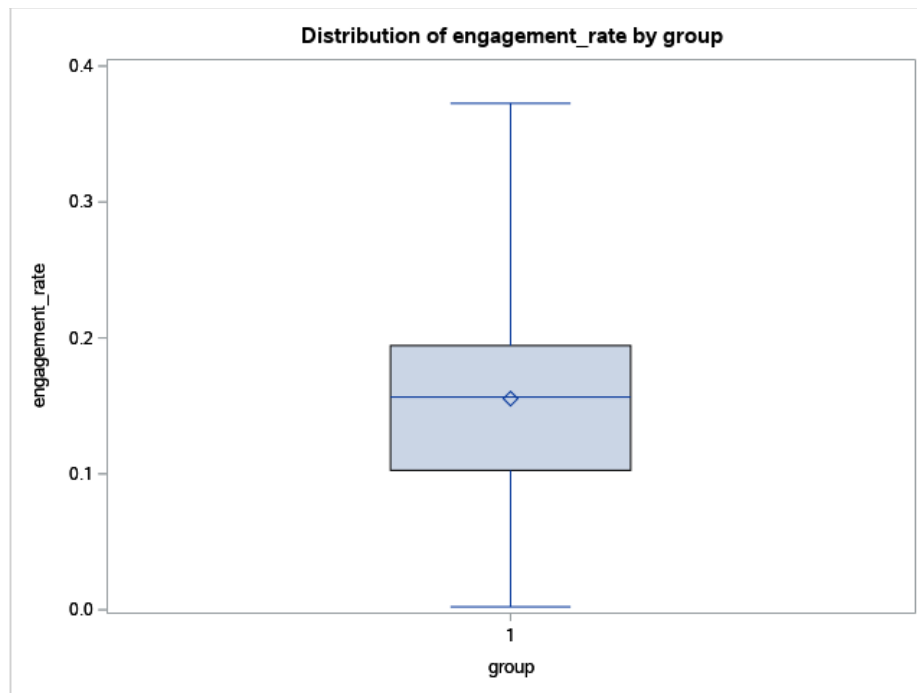 Distribution of engagement_rate by group
0.4
0.3
0.2
0.1
0.0
engagement_rate
1
group